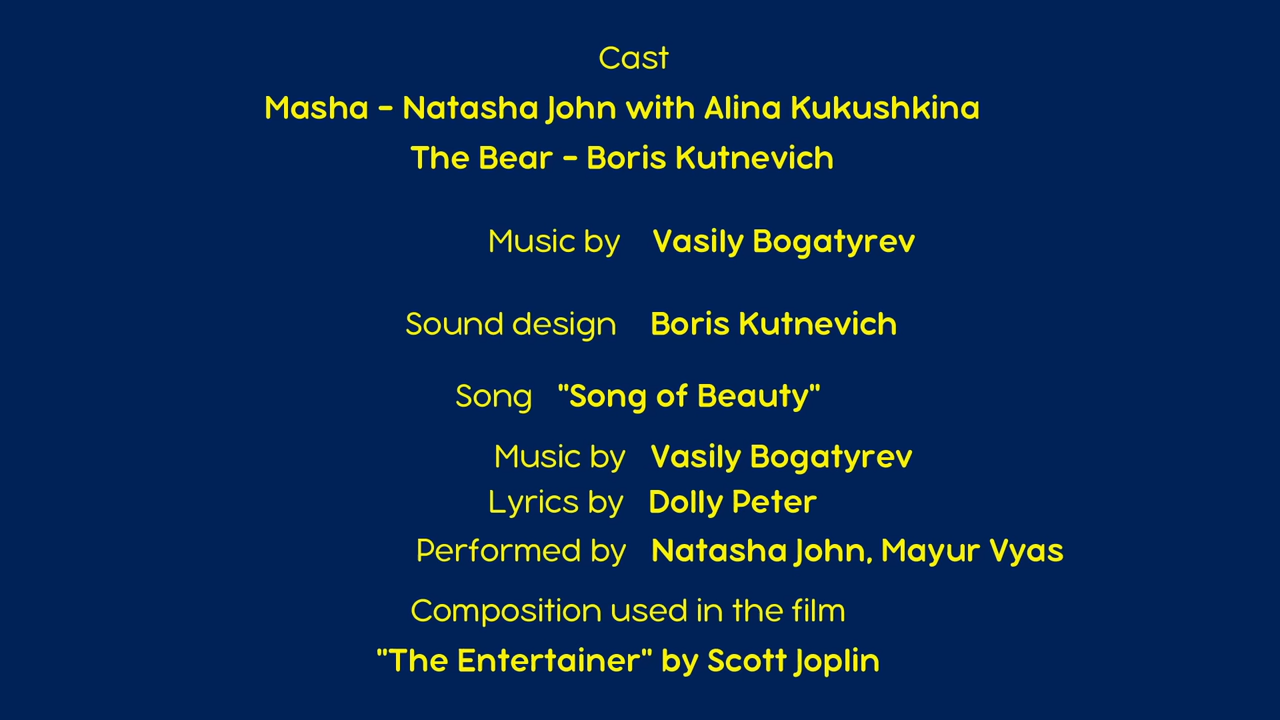 Cast
Masha - Natasha John with Alina Kukushkina
The Bear - Boris Kutnevich
Music by Vasily Bogatyrev
Sound design Boris Kutnevich
Song "Song of Beauty"
Music by Vasily Bogatyrev
Lyrics by Dolly Peter
Performed by Natasha John, Mayur Vyas
Composition used in the film
"The Entertainer" by Scott Joplin